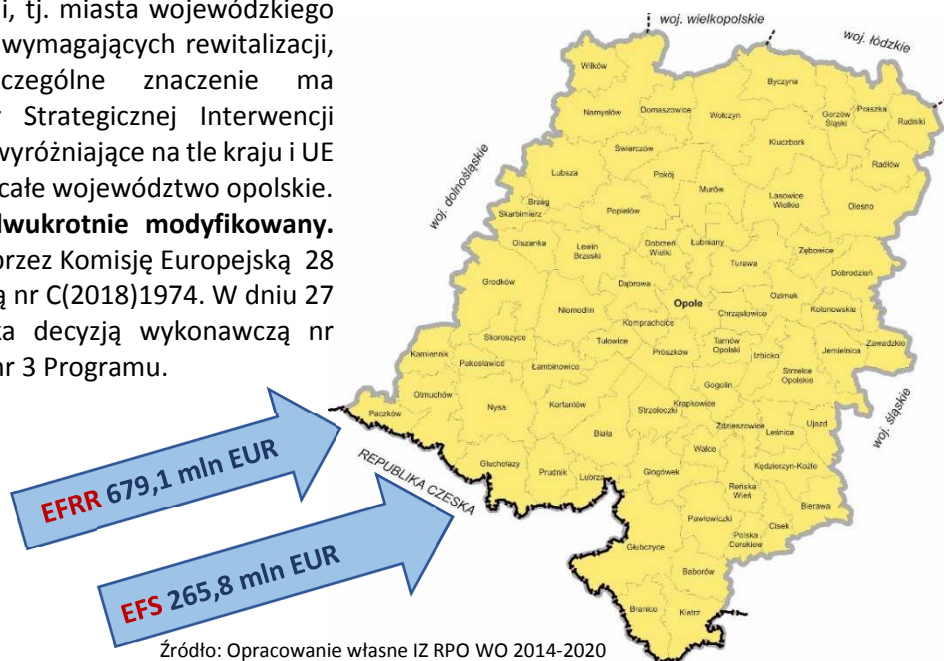 i, tj. miasta wojewódzkiego
wymagających rewitalizacji,
czególne znaczenie ma
r Strategicznej Interwencji
wyróżniające na tle kraju i UE
całe województwo opolskie.
dwukrotnie modyfikowany.
przez Komisję Europejską 28
ą nr C(2018)1974. W dniu 27
ka decyzją wykonawczą nr
nr 3 Programu.
EFRR 679,1 mln EUR
EFS 265,8 mln EUR
woj. wielkopolskie
woj. łódzkie
woj. dolnośląskie
woj. śląskie
REPUBLIKA CZESKA
Wilków
Byczyna
Namysłów
Domaszowice
Wołczyn
Gorzów
Śląski
Praszka
Rudniki
Kluczbork
Świerczów
Radłów
Lubsza
Pokój
Murów
Lasowice
Wielkie
Olesno
Brzeg
Skarbimierz
Popielów
Olszanka
Lewin
Brzeski
Dobrzeń
Wielki
Łubniany
Turawa
Zębowice
Dobrodzień
Grodków
Dąbrowa
Opole
Ozimek
Kolonowskie
Niemodlin
Komprachcice
Chrząstowice
Skoroszyce
Tułowice
Prószków
Tarnów
Opolski
Izbicko
Jemielnica
Zawadzkie
Kamiennik
Pakosławice
Łambinowice
Strzelce
Opolskie
Gogolin
Otmuchów
Paczków
Nysa
Korfantów
Strzeleczki
Krapkowice
Zdzieszowice
Leśnica
Ujazd
Biała
Walce
Głuchołazy
Prudnik
Lubrza
Głogówek
Kędzierzyn-Koźle
Reńska
Wieś
Bierawa
Pawłowiczki
Cisek
Polska
Cerekiew
Głubczyce
Baborów
Branice
Kietrz
Źródło: Opracowanie własne IZ RPO WO 2014-2020